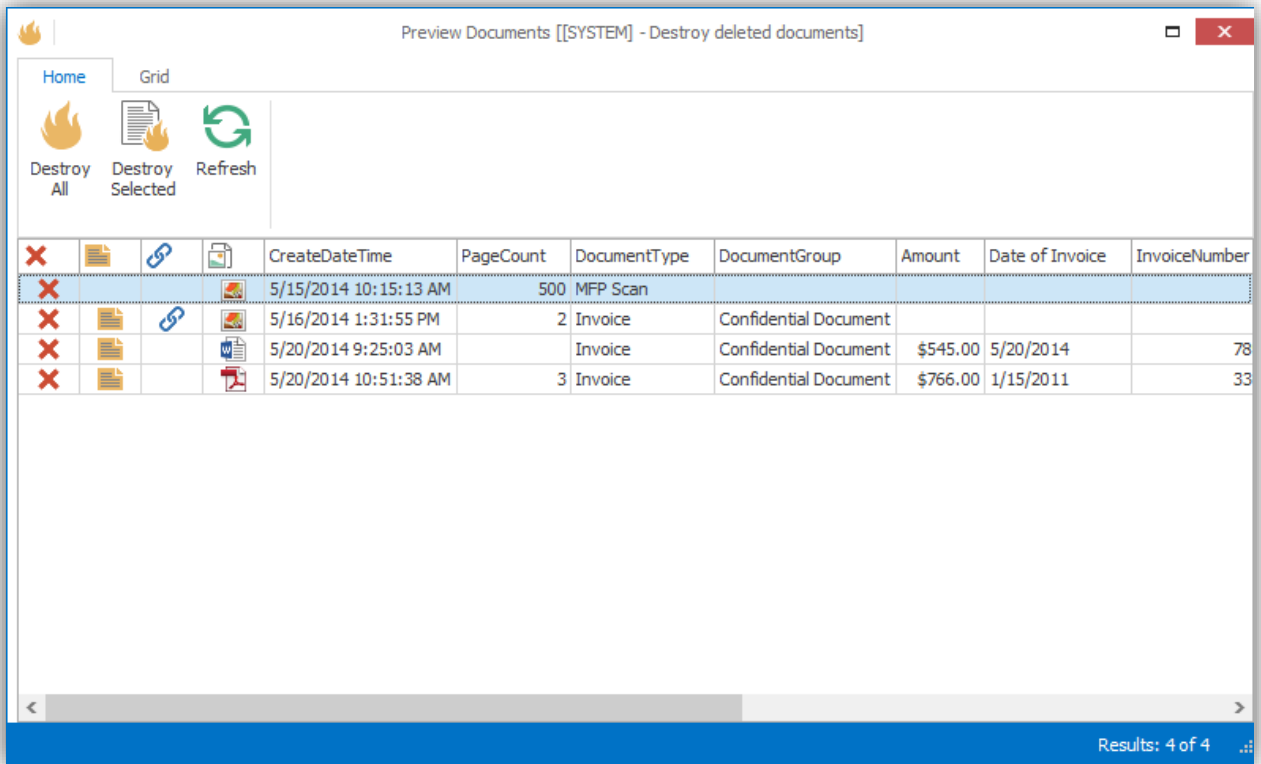 Preview Documents [[SYSTEM] - Destroy deleted documents]
Home Grid
Destroy All Destroy Selected Refresh
CreateDateTime PageCount DocumentType DocumentGroup Amount Date of Invoice InvoiceNumber
5/15/2014 10:15:13 AM 500 MFP Scan
5/16/2014 1:31:55 PM 2 Invoice Confidential Document
5/20/2014 9:25:03 AM Invoice Confidential Document $545.00 5/20/2014 78
5/20/2014 10:51:38 AM 3 Invoice Confidential Document $766.00 1/15/2011 33
Results: 4 of 4